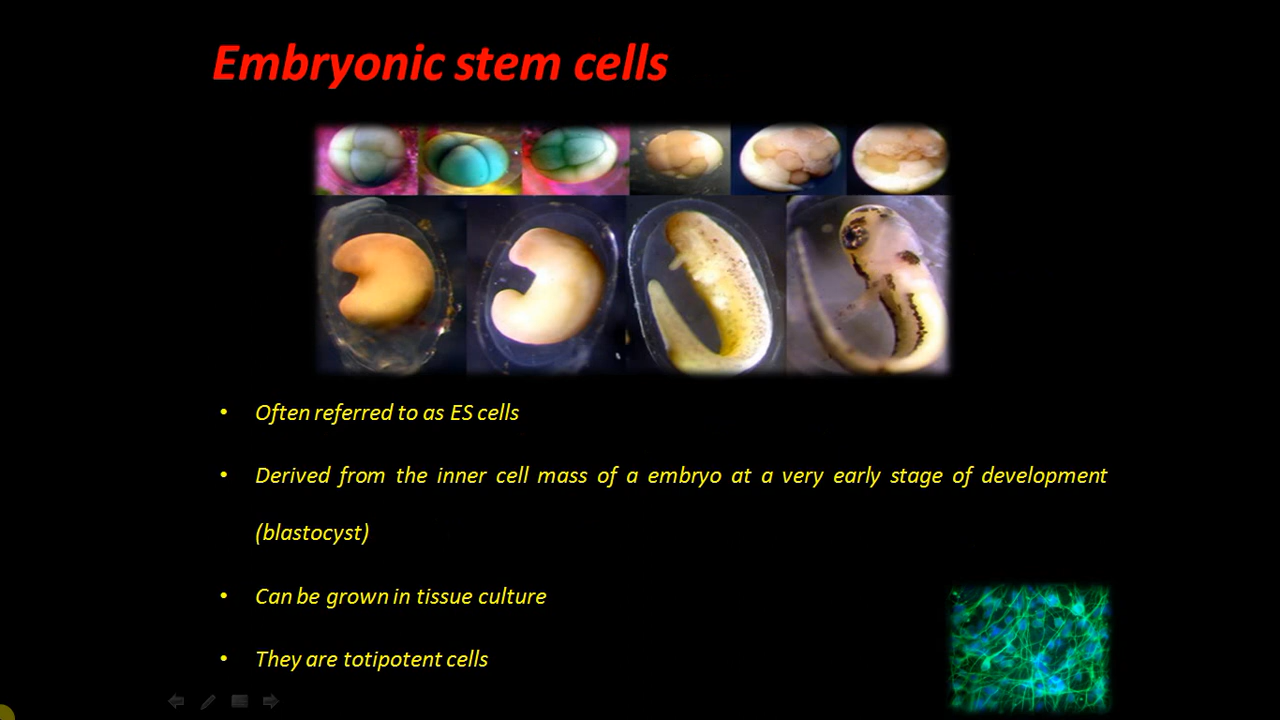 Embryonic stem cells
• Often referred to as ES cells
• Derived from the inner cell mass of a embryo at a very early stage of development
(blastocyst)
• Can be grown in tissue culture
• They are totipotent cells